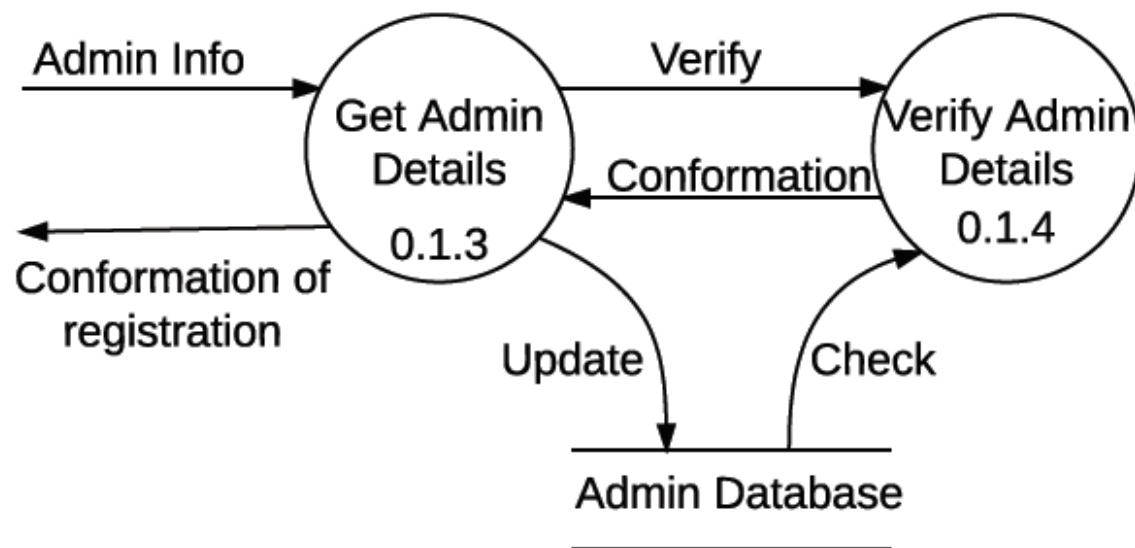 Admin Info
Verify
Get Admin
Details
0.1.3
Verify Admin
Details
0.1.4
Conformation
Conformation of
registration
Update
Check
Admin Database